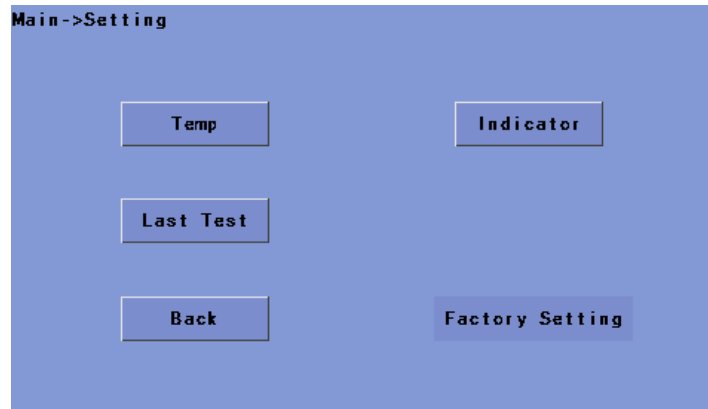 Main->Setting
Temp
Indicator
Last Test
Back
Factory Setting